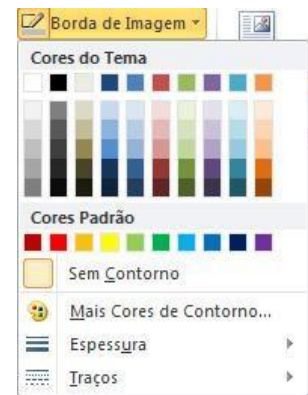 Borda de Imagem
Cores do Tema
Cores Padrão
Sem Contorno
Mais Cores de Contorno...
Espessura
Traços